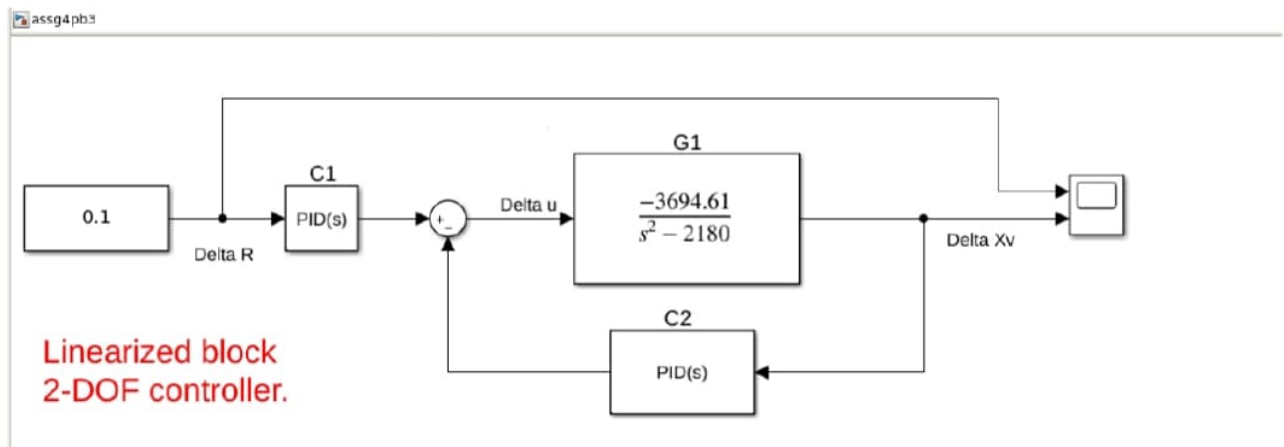 assg4pb3
G1
C1
0.1
PID(s)
+
−
Delta u
−3694.61
s² − 2180
Delta R
Delta Xv
C2
PID(s)
Linearized block
2-DOF controller.